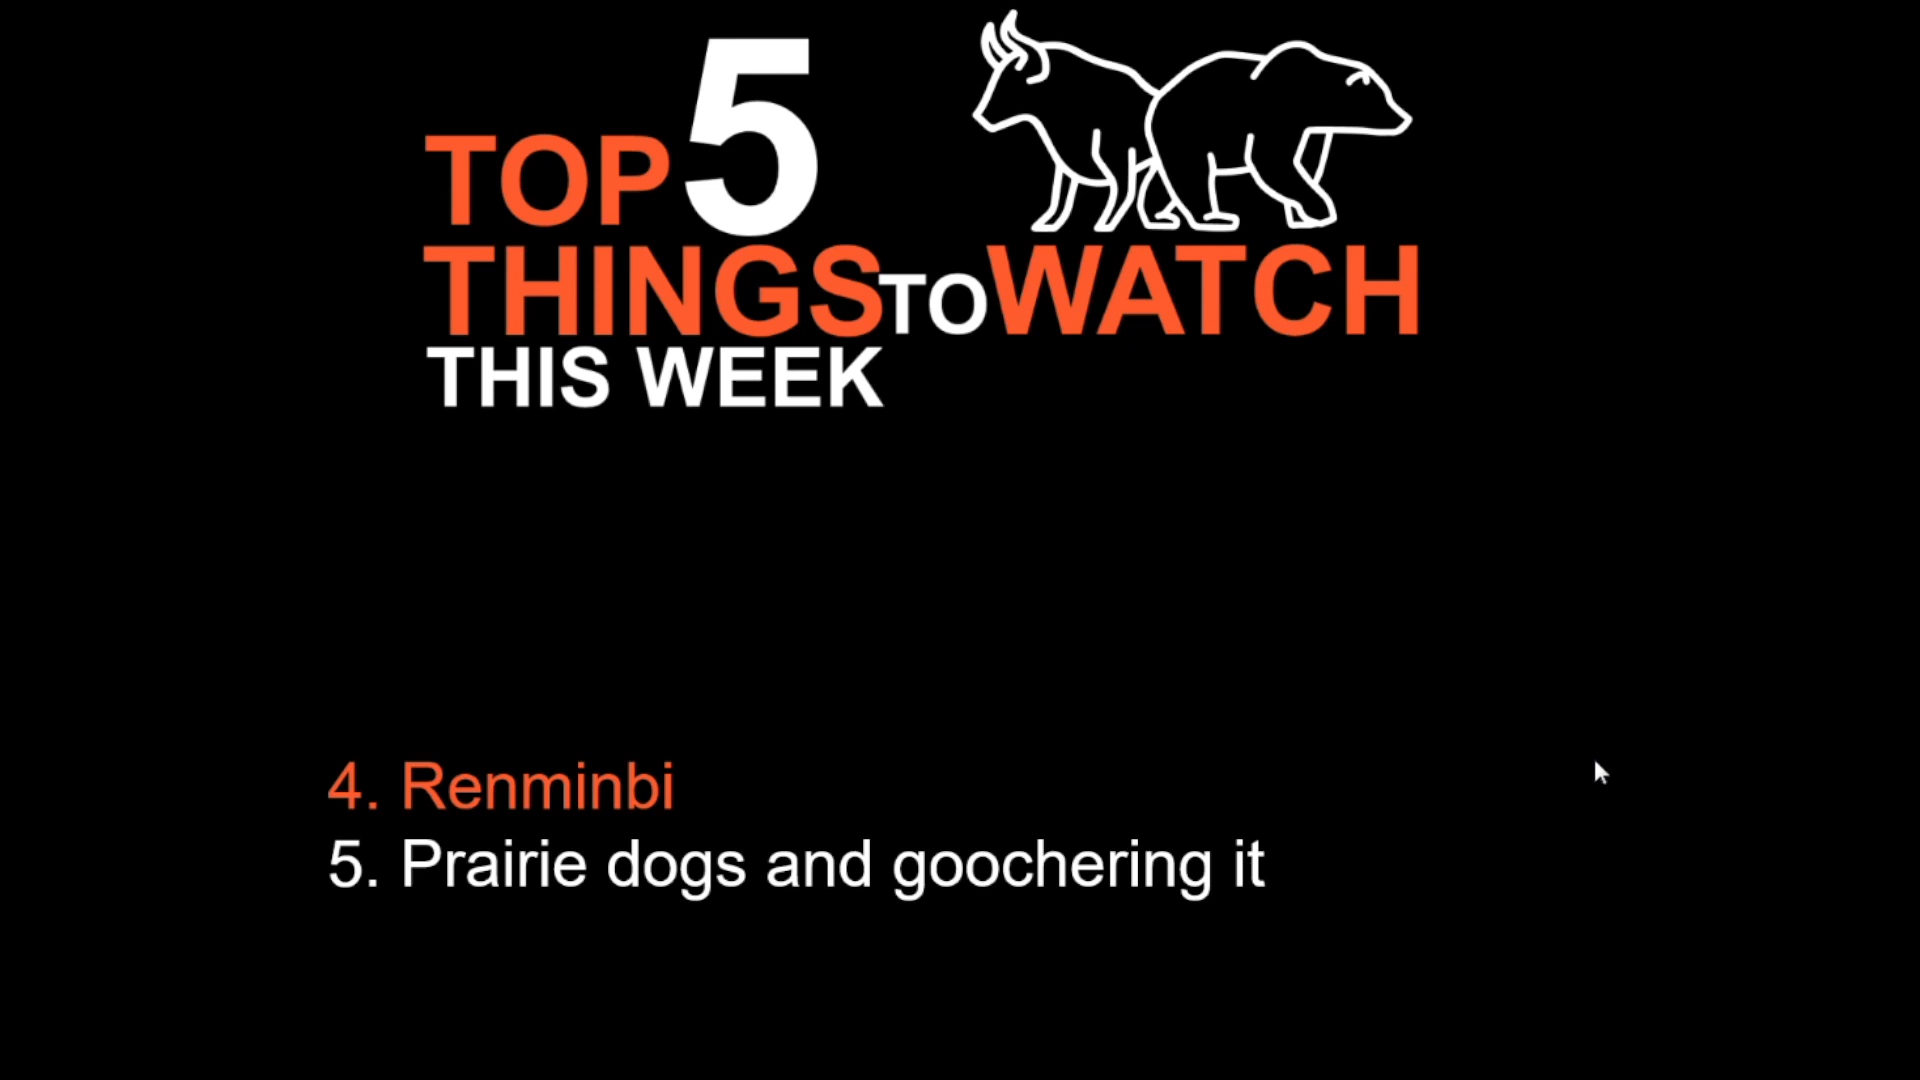 TOP 5
THINGS TO WATCH
THIS WEEK
4. Renminbi
5. Prairie dogs and goochering it